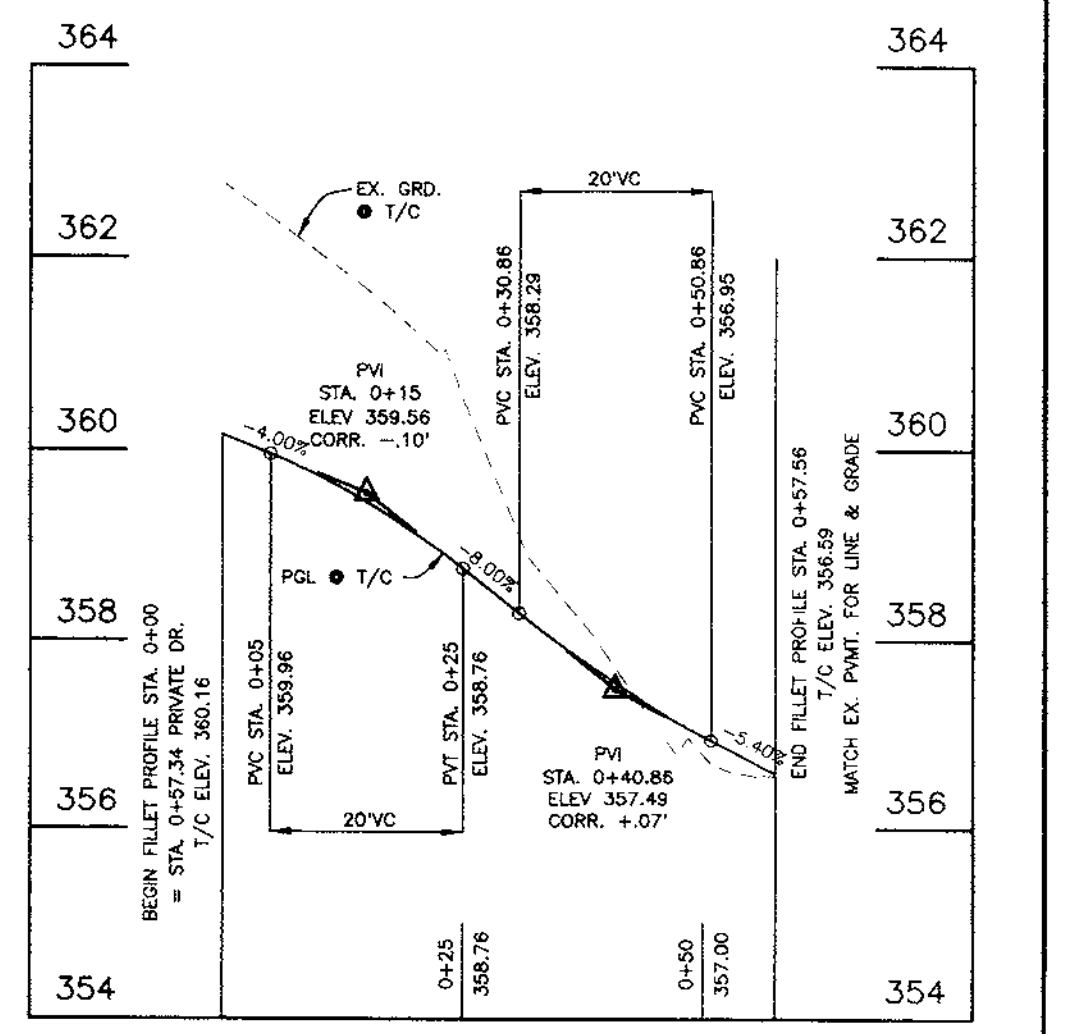 364
364
362
362
360
360
358
358
356
356
354
354
EX. GRD.
● T/C
20'VC
PVC STA. 0+30.86
ELEV. 358.29
PVC STA. 0+50.86
ELEV. 356.95
PVI
STA. 0+15
ELEV 359.56
CORR. -.10'
-4.00%
-8.00%
-5.40%
PGL ● T/C
BEGIN FILLET PROFILE STA. 0+00
= STA. 0+57.34 PRIVATE DR.
T/C ELEV. 360.16
PVC STA. 0+05
ELEV. 359.96
PVT STA. 0+25
ELEV. 358.76
20'VC
PVI
STA. 0+40.86
ELEV 357.49
CORR. +.07'
END FILLET PROFILE STA. 0+57.56
T/C ELEV. 356.59
MATCH EX. PVMT. FOR LINE & GRADE
0+25
358.76
0+50
357.00